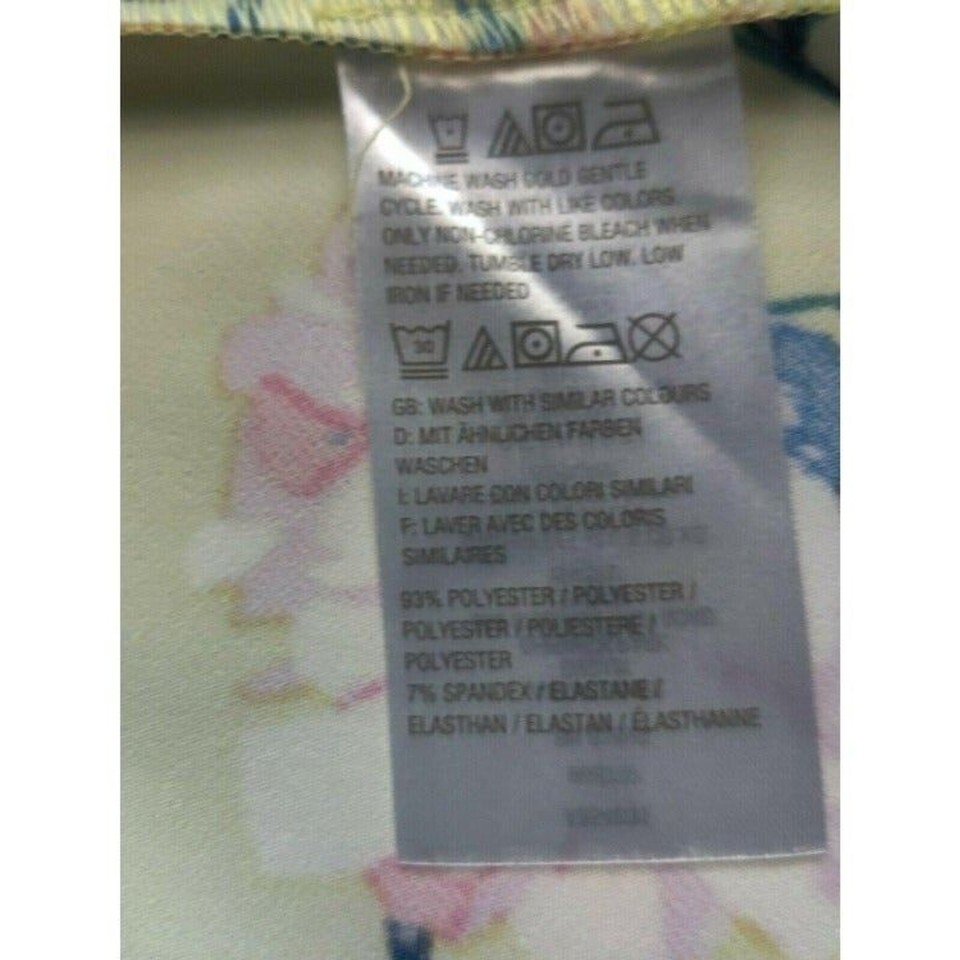 MACHINE WASH COLD GENTLE
CYCLE. WASH WITH LIKE COLORS.
ONLY NON-CHLORINE BLEACH WHEN
NEEDED. TUMBLE DRY LOW. LOW
IRON IF NEEDED
30
GB: WASH WITH SIMILAR COLOURS
D: MIT ÄHNLICHEN FARBEN
WASCHEN
I: LAVARE CON COLORI SIMILARI
F: LAVER AVEC DES COLORIS
SIMILAIRES
93% POLYESTER / POLYESTER /
POLYESTER / POLIESTERE /
POLYESTER
7% SPANDEX / ELASTANE /
ELASTHAN / ELASTAN / ÉLASTHANNE